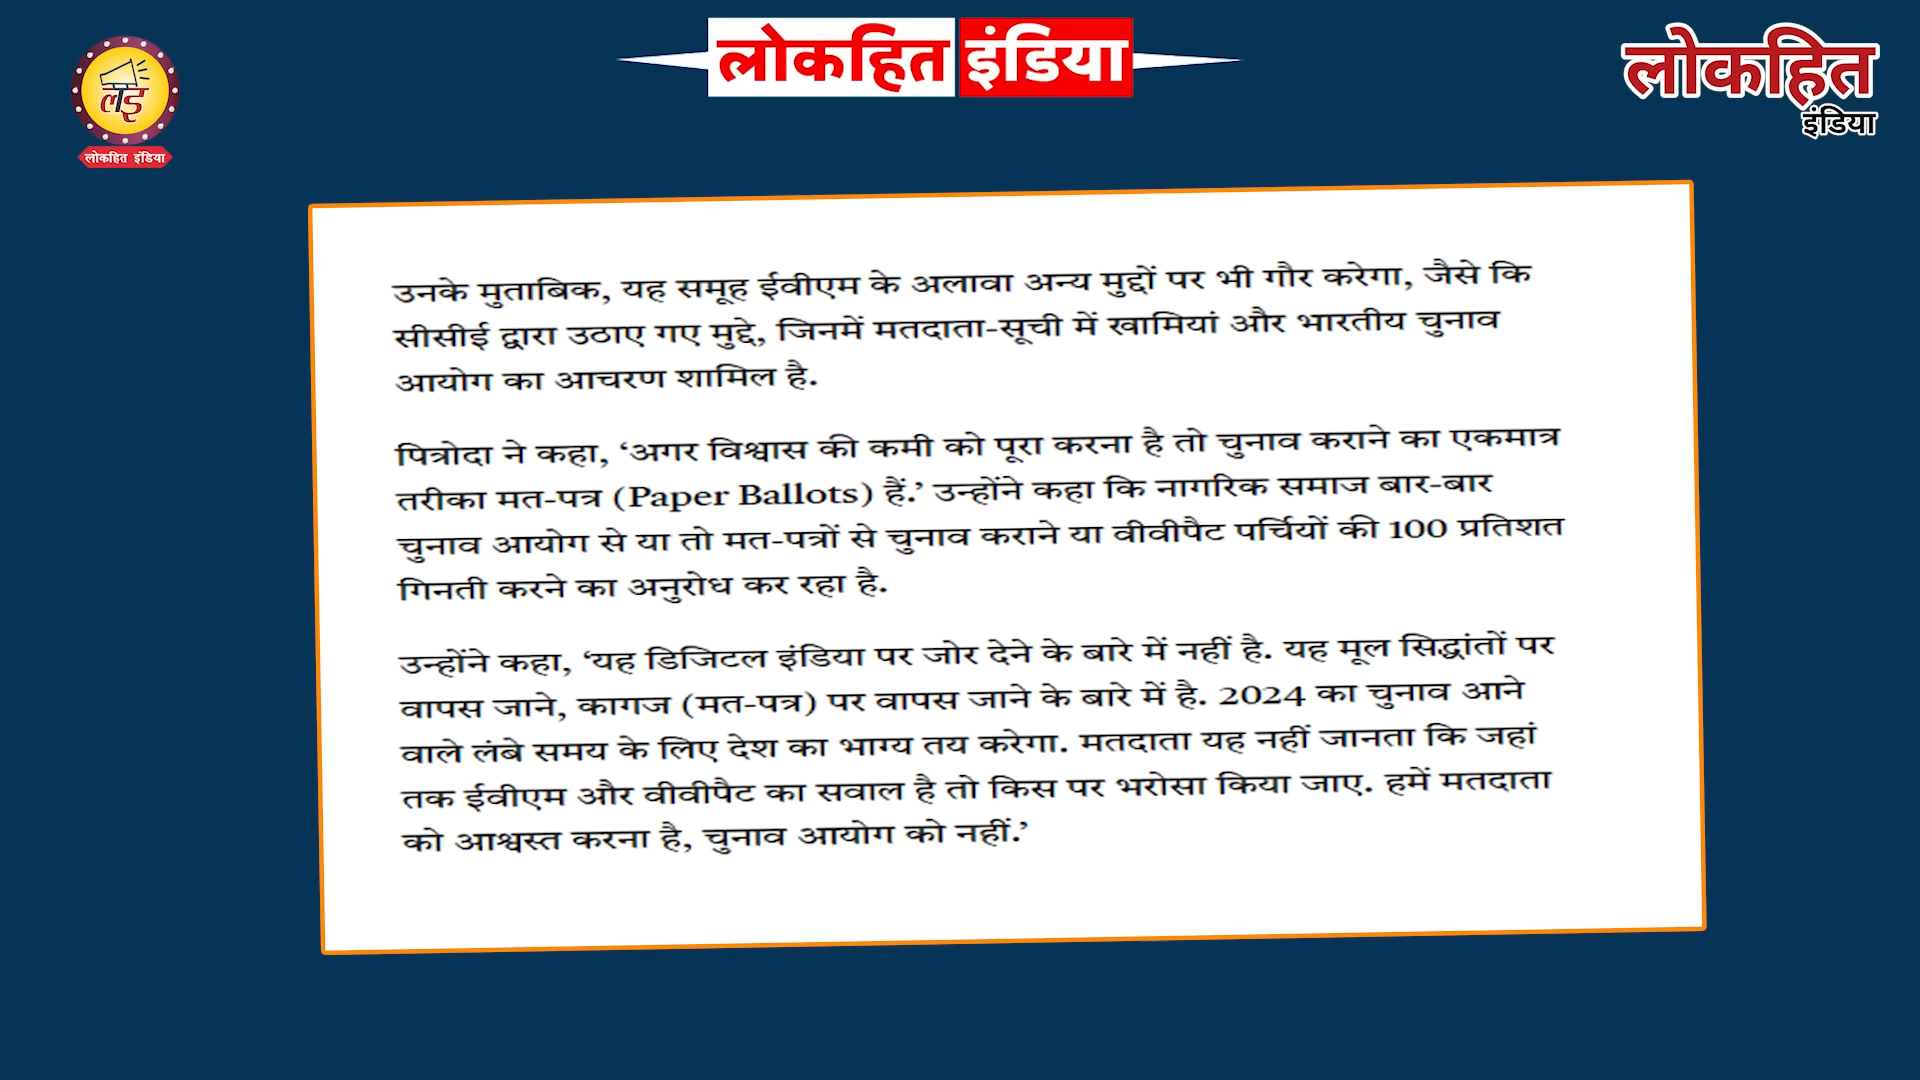 लोकहित इंडिया
लोकहित
इंडिया
लइ
लोकहित इंडिया
उनके मुताबिक, यह समूह ईवीएम के अलावा अन्य मुद्दों पर भी गौर करेगा, जैसे कि
सीसीई द्वारा उठाए गए मुद्दे, जिनमें मतदाता-सूची में खामियां और भारतीय चुनाव
आयोग का आचरण शामिल है.
पित्रोदा ने कहा, ‘अगर विश्वास की कमी को पूरा करना है तो चुनाव कराने का एकमात्र
तरीका मत-पत्र (Paper Ballots) हैं.’ उन्होंने कहा कि नागरिक समाज बार-बार
चुनाव आयोग से या तो मत-पत्रों से चुनाव कराने या वीवीपैट पर्चियों की 100 प्रतिशत
गिनती करने का अनुरोध कर रहा है.
उन्होंने कहा, ‘यह डिजिटल इंडिया पर जोर देने के बारे में नहीं है. यह मूल सिद्धांतों पर
वापस जाने, कागज (मत-पत्र) पर वापस जाने के बारे में है. 2024 का चुनाव आने
वाले लंबे समय के लिए देश का भाग्य तय करेगा. मतदाता यह नहीं जानता कि जहां
तक ईवीएम और वीवीपैट का सवाल है तो किस पर भरोसा किया जाए. हमें मतदाता
को आश्वस्त करना है, चुनाव आयोग को नहीं.’